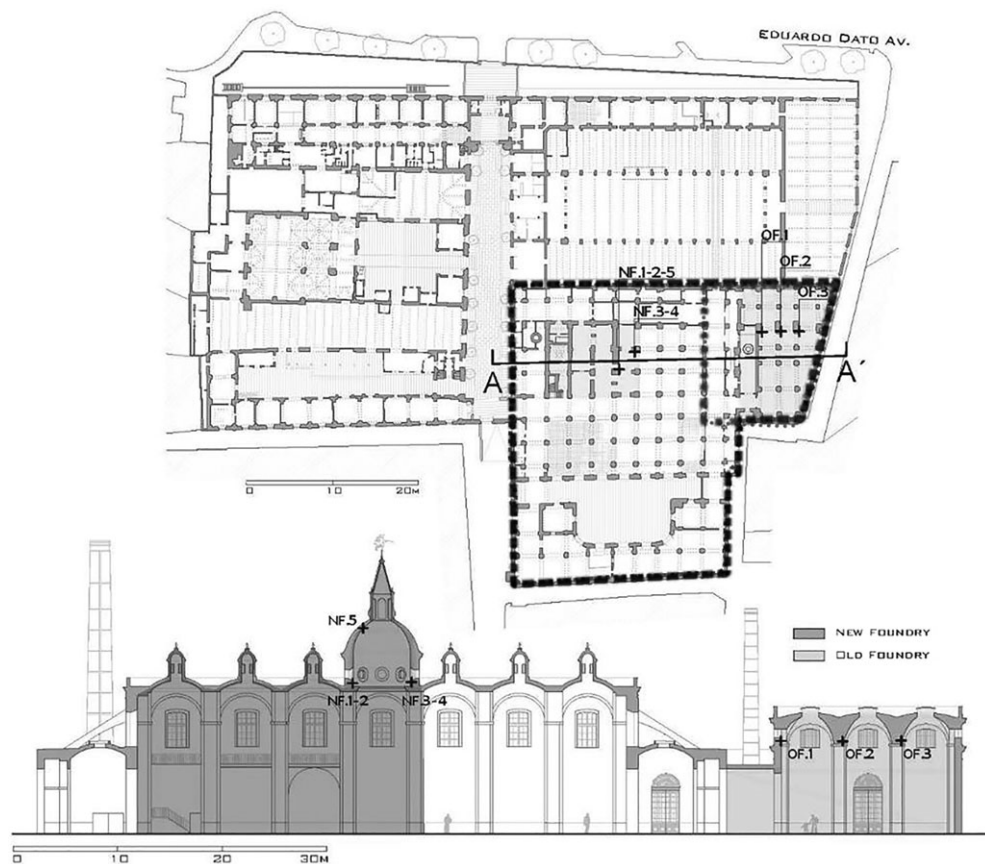 EDUARDO DATO AV.
OF.1
OF.2
NF.1-2-5
OF.3
NF.3-4
A
A´
0 10 20M
NF.5
NEW FOUNDRY
OLD FOUNDRY
NF.1-2
NF.3-4
OF.1
OF.2
OF.3
0 10 20 30M